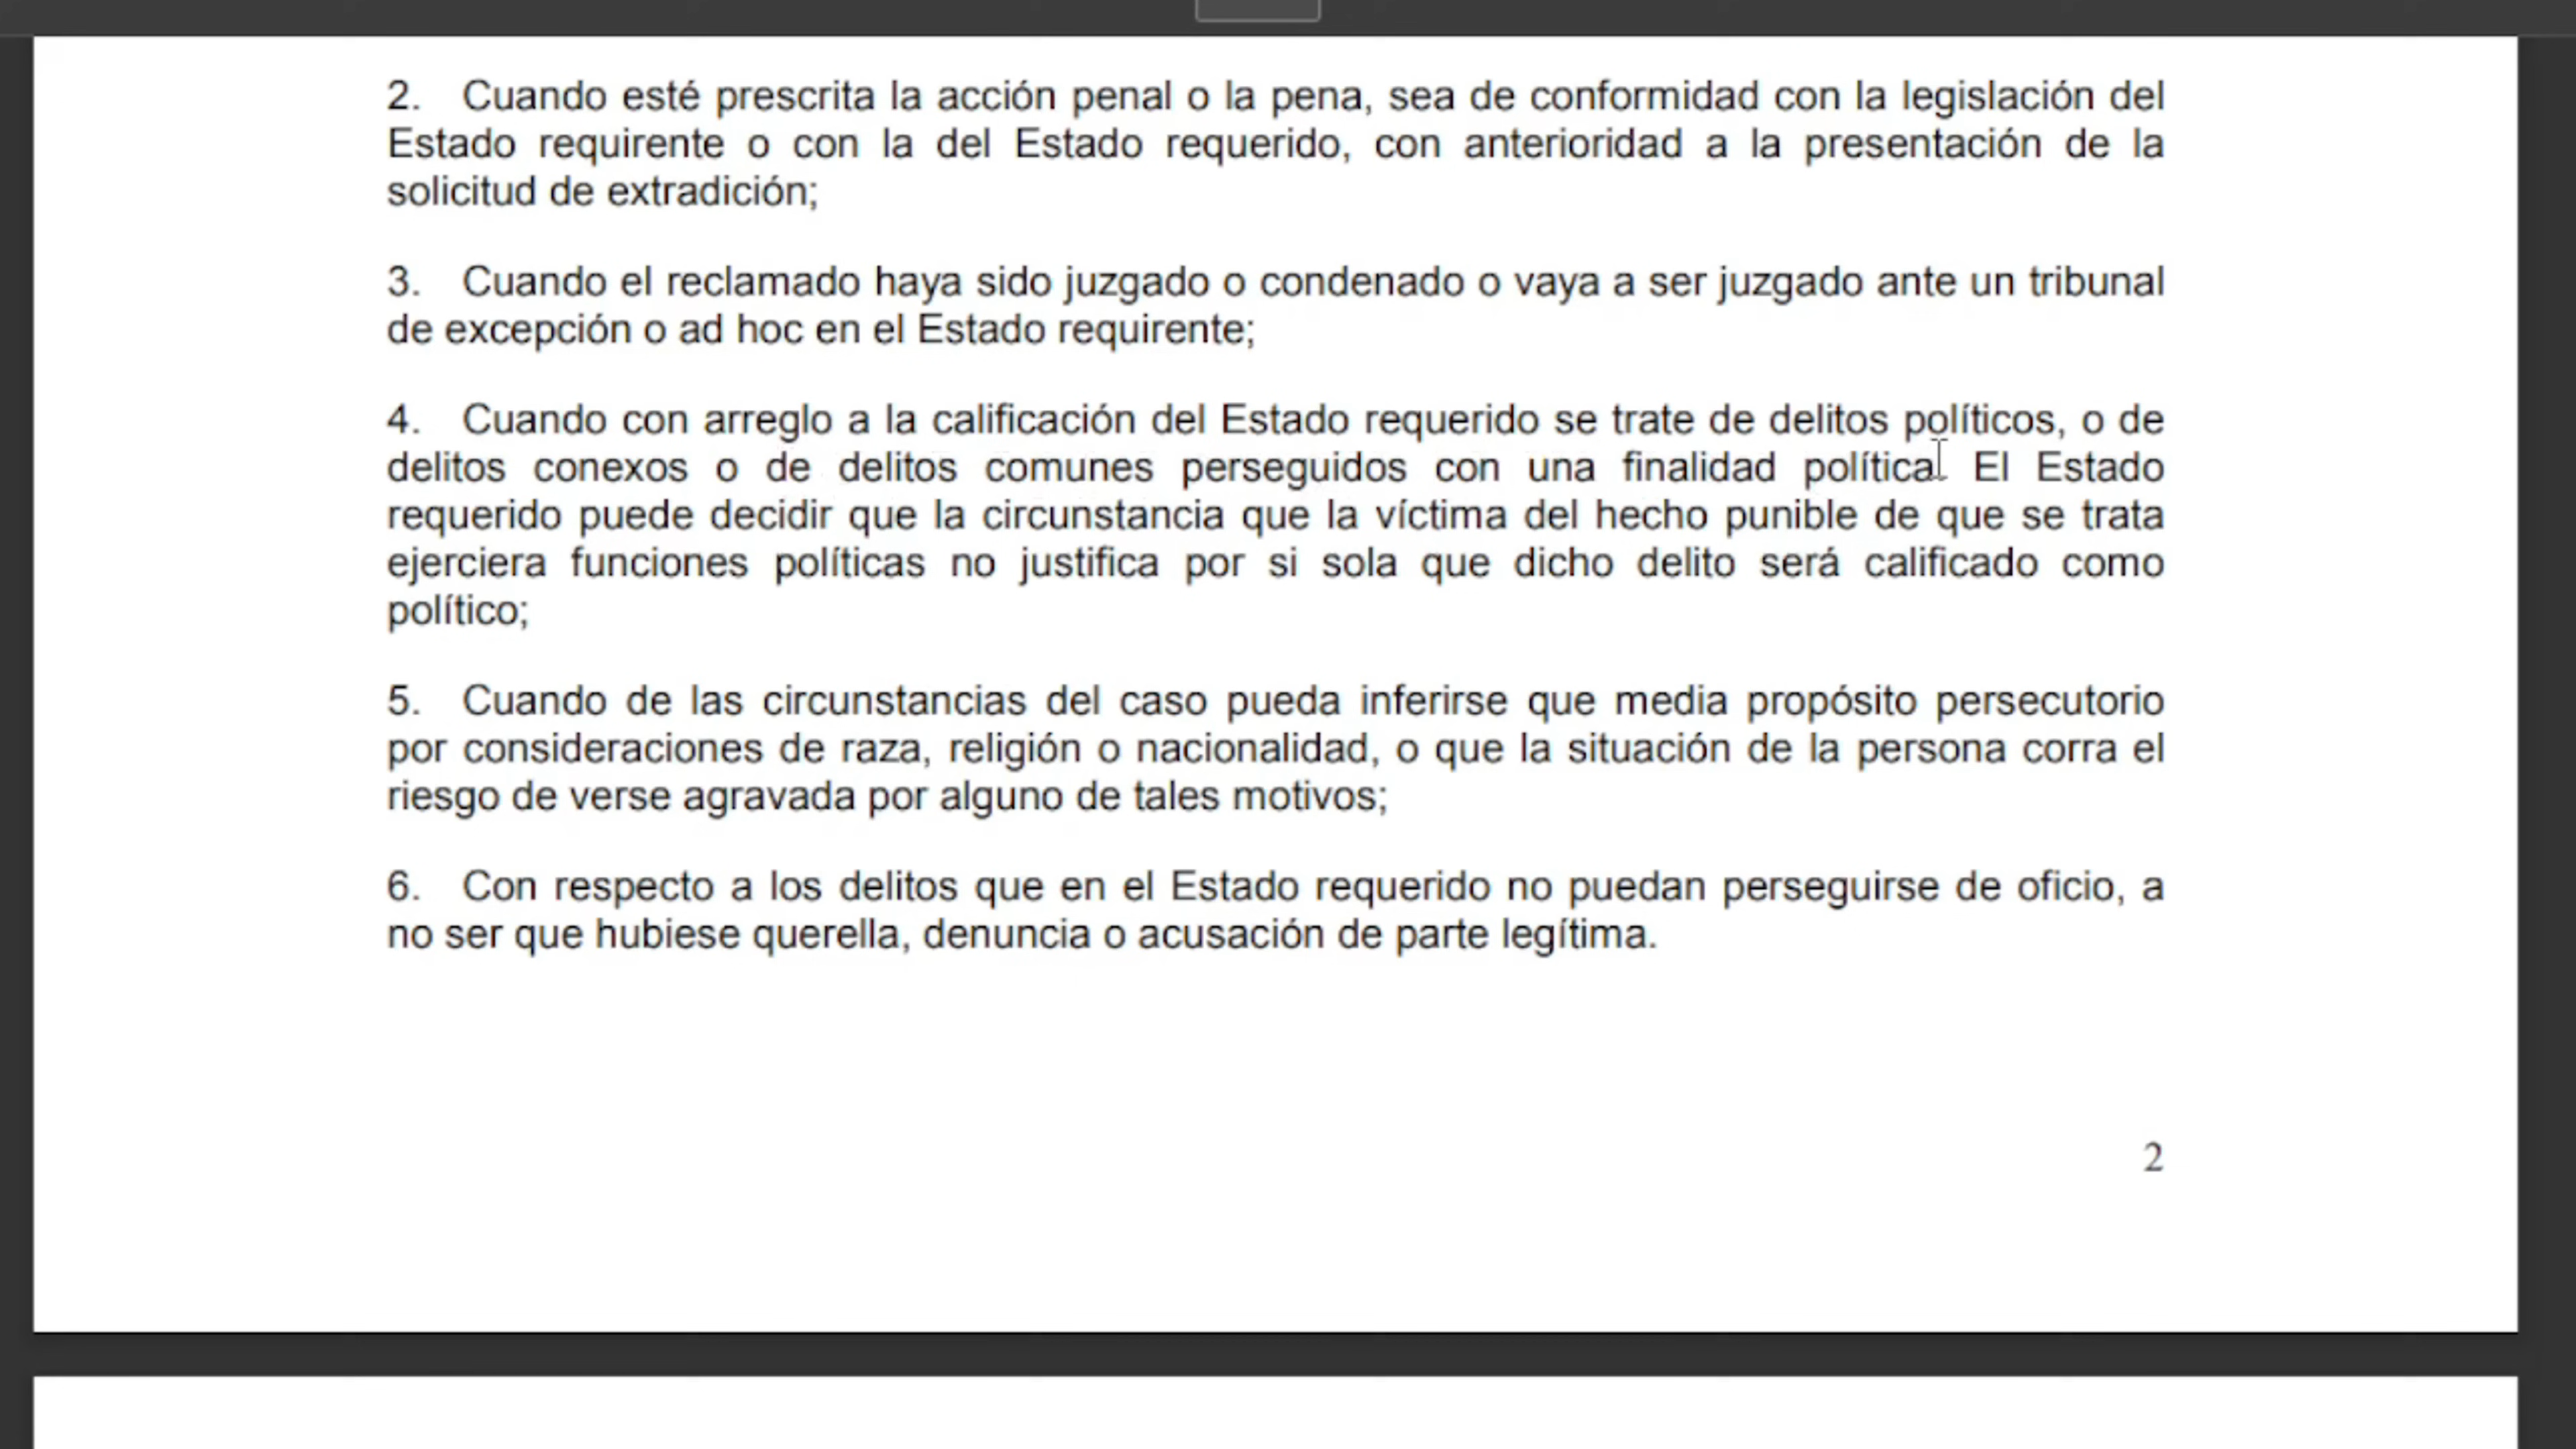 2. Cuando esté prescrita la acción penal o la pena, sea de conformidad con la legislación del
Estado requirente o con la del Estado requerido, con anterioridad a la presentación de la
solicitud de extradición;
3. Cuando el reclamado haya sido juzgado o condenado o vaya a ser juzgado ante un tribunal
de excepción o ad hoc en el Estado requirente;
4. Cuando con arreglo a la calificación del Estado requerido se trate de delitos políticos, o de
delitos conexos o de delitos comunes perseguidos con una finalidad política. El Estado
requerido puede decidir que la circunstancia que la víctima del hecho punible de que se trata
ejerciera funciones políticas no justifica por si sola que dicho delito será calificado como
político;
5. Cuando de las circunstancias del caso pueda inferirse que media propósito persecutorio
por consideraciones de raza, religión o nacionalidad, o que la situación de la persona corra el
riesgo de verse agravada por alguno de tales motivos;
6. Con respecto a los delitos que en el Estado requerido no puedan perseguirse de oficio, a
no ser que hubiese querella, denuncia o acusación de parte legítima.
2